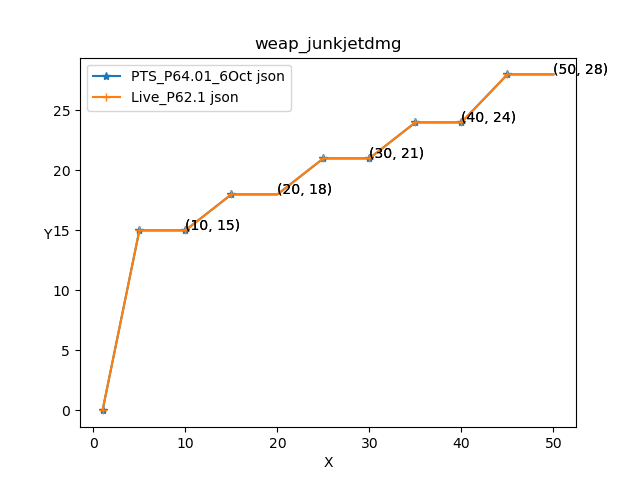 weap_junkjetdmg
PTS_P64.01_6Oct json
Live_P62.1 json
(50, 28)
(40, 24)
(30, 21)
(20, 18)
(10, 15)
Y
25
20
15
10
5
0
0 10 20 30 40 50
X